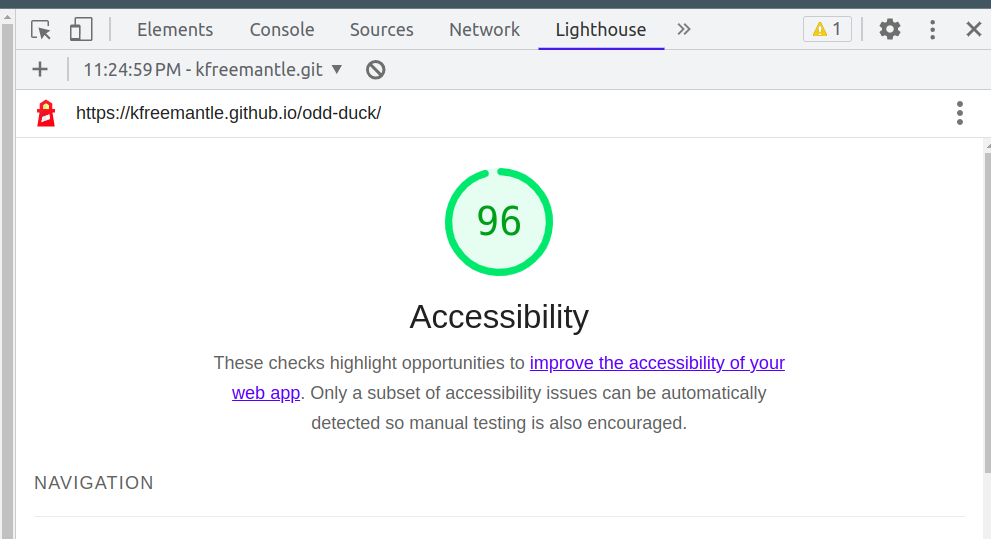 Elements Console Sources Network Lighthouse » 1
11:24:59 PM - kfreemantle.git
https://kfreemantle.github.io/odd-duck/
96
Accessibility
These checks highlight opportunities to improve the accessibility of your
web app. Only a subset of accessibility issues can be automatically
detected so manual testing is also encouraged.
NAVIGATION